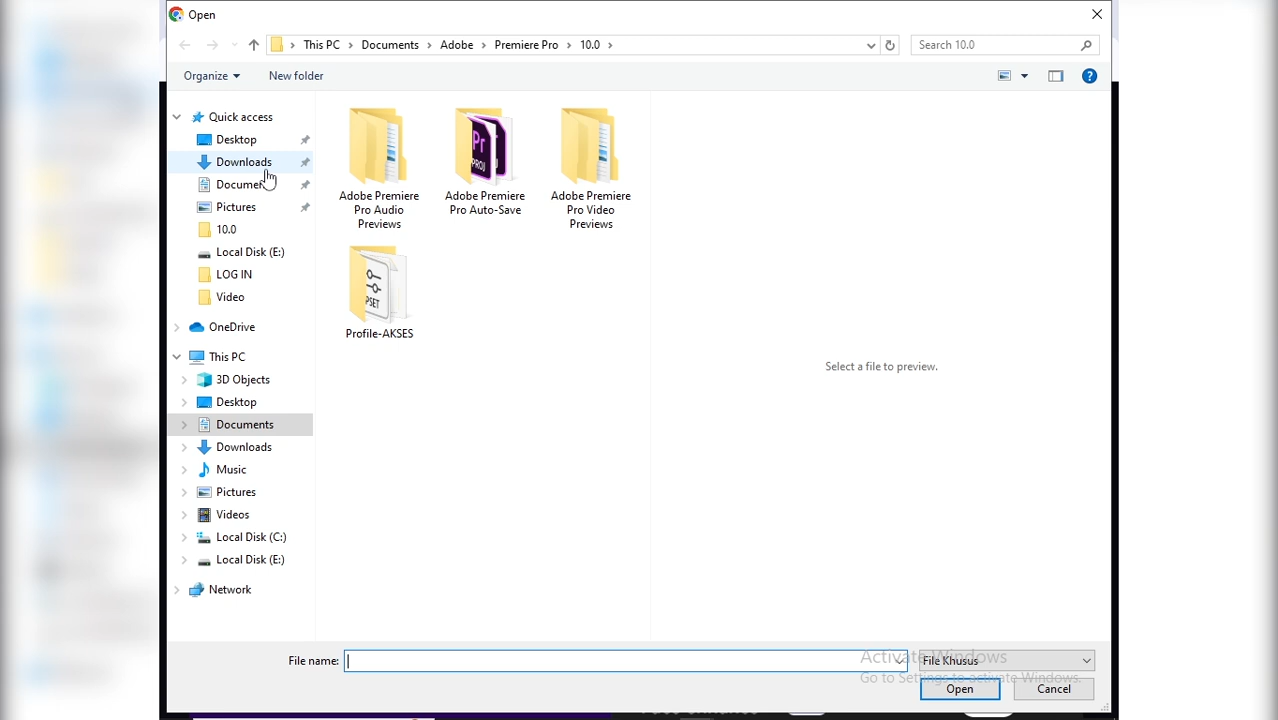 Open
This PC > Documents > Adobe > Premiere Pro > 10.0 >
Search 10.0
Organize
New folder
Quick access
Desktop
Downloads
Pictures
10.0
Local Disk (E:)
LOG IN
Video
OneDrive
This PC
3D Objects
Desktop
Documents
Downloads
Music
Pictures
Videos
Local Disk (C:)
Local Disk (E:)
Network
Adobe Premiere
Pro Audio
Previews
Pr
PROJ
Adobe Premiere
Pro Auto-Save
Adobe Premiere
Pro Video
Previews
PSET
Profile-AKSES
Select a file to preview.
File name:
File Khusus
Activate Windows
Go to Settings to activate Windows.
Open
Cancel